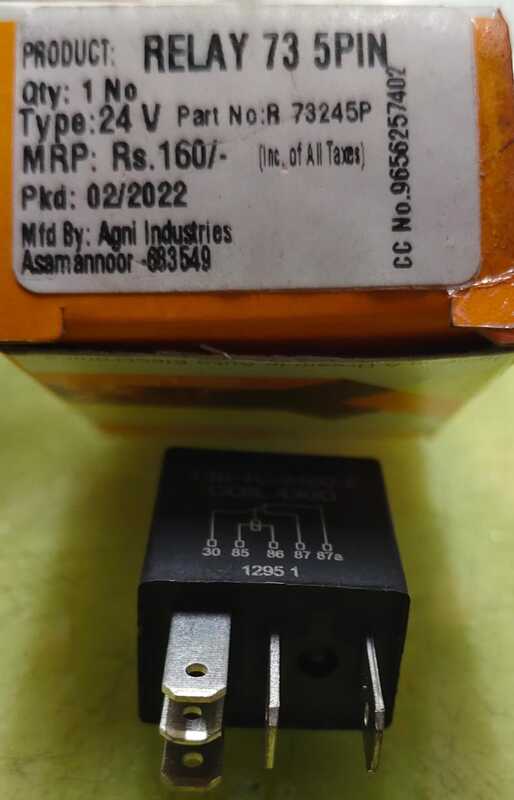 PRODUCT: RELAY 73 5PIN
Qty: 1 No
Type:24 V Part No:R 73245P
MRP: Rs.160/- (Inc. of All Taxes)
Pkd: 02/2022
Mfd By: Agni Industries
Asamannoor -683549
CC No.9656257402
30 85 86 87 87a
1295 1